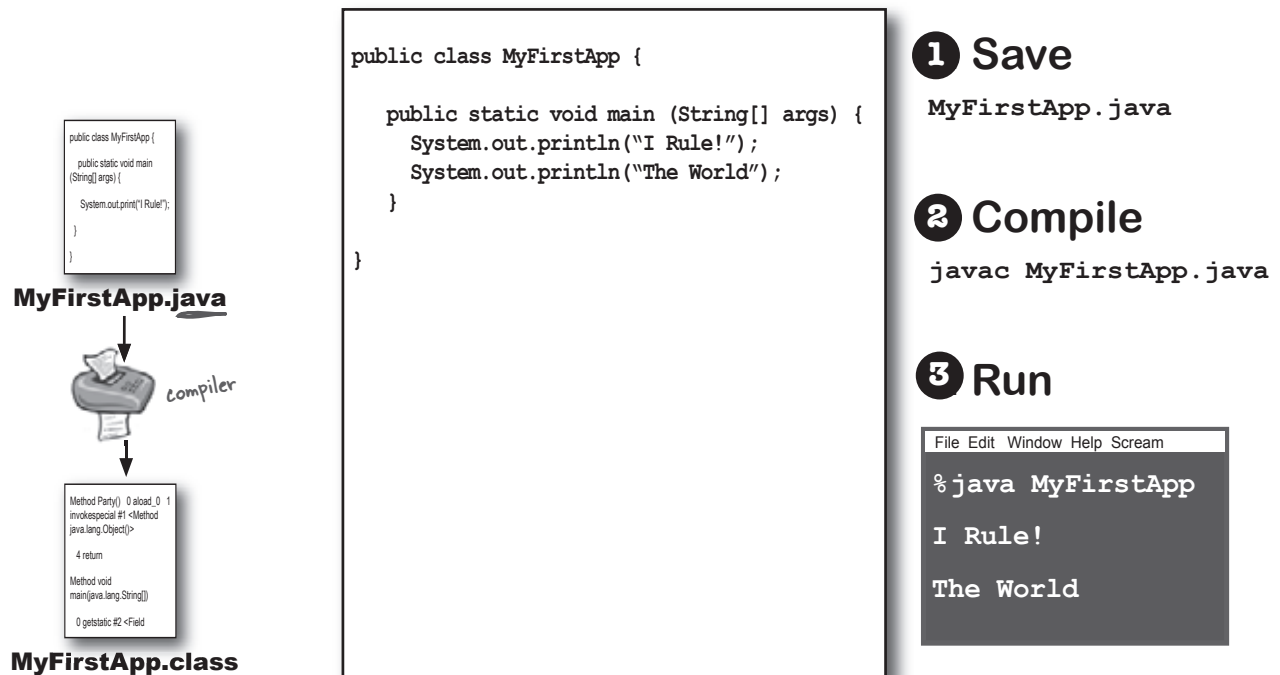 public class MyFirstApp {
public static void main
(String[] args) {
System.out.print("I Rule!");
}
}
MyFirstApp.java
compiler
Method Party() 0 aload_0 1
invokespecial #1 <Method
java.lang.Object()>
4 return
Method void
main(java.lang.String[])
0 getstatic #2 <Field
MyFirstApp.class
public class MyFirstApp {
public static void main (String[] args) {
System.out.println(“I Rule!”);
System.out.println(“The World”);
}
}
1 Save
MyFirstApp.java
2 Compile
javac MyFirstApp.java
3 Run
File Edit Window Help Scream
%java MyFirstApp
I Rule!
The World